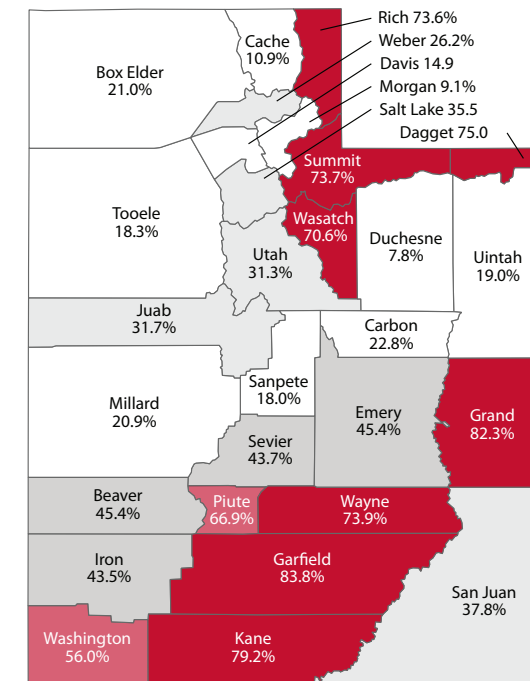 Rich 73.6%
Cache
10.9%
Weber 26.2%
Davis 14.9
Box Elder
21.0%
Morgan 9.1%
Salt Lake 35.5
Dagget 75.0
Summit
73.7%
Tooele
18.3%
Wasatch
70.6%
Duchesne
7.8%
Utah
31.3%
Uintah
19.0%
Juab
31.7%
Carbon
22.8%
Sanpete
18.0%
Millard
20.9%
Emery
45.4%
Grand
82.3%
Sevier
43.7%
Beaver
45.4%
Piute
66.9%
Wayne
73.9%
Iron
43.5%
Garfield
83.8%
San Juan
37.8%
Washington
56.0%
Kane
79.2%